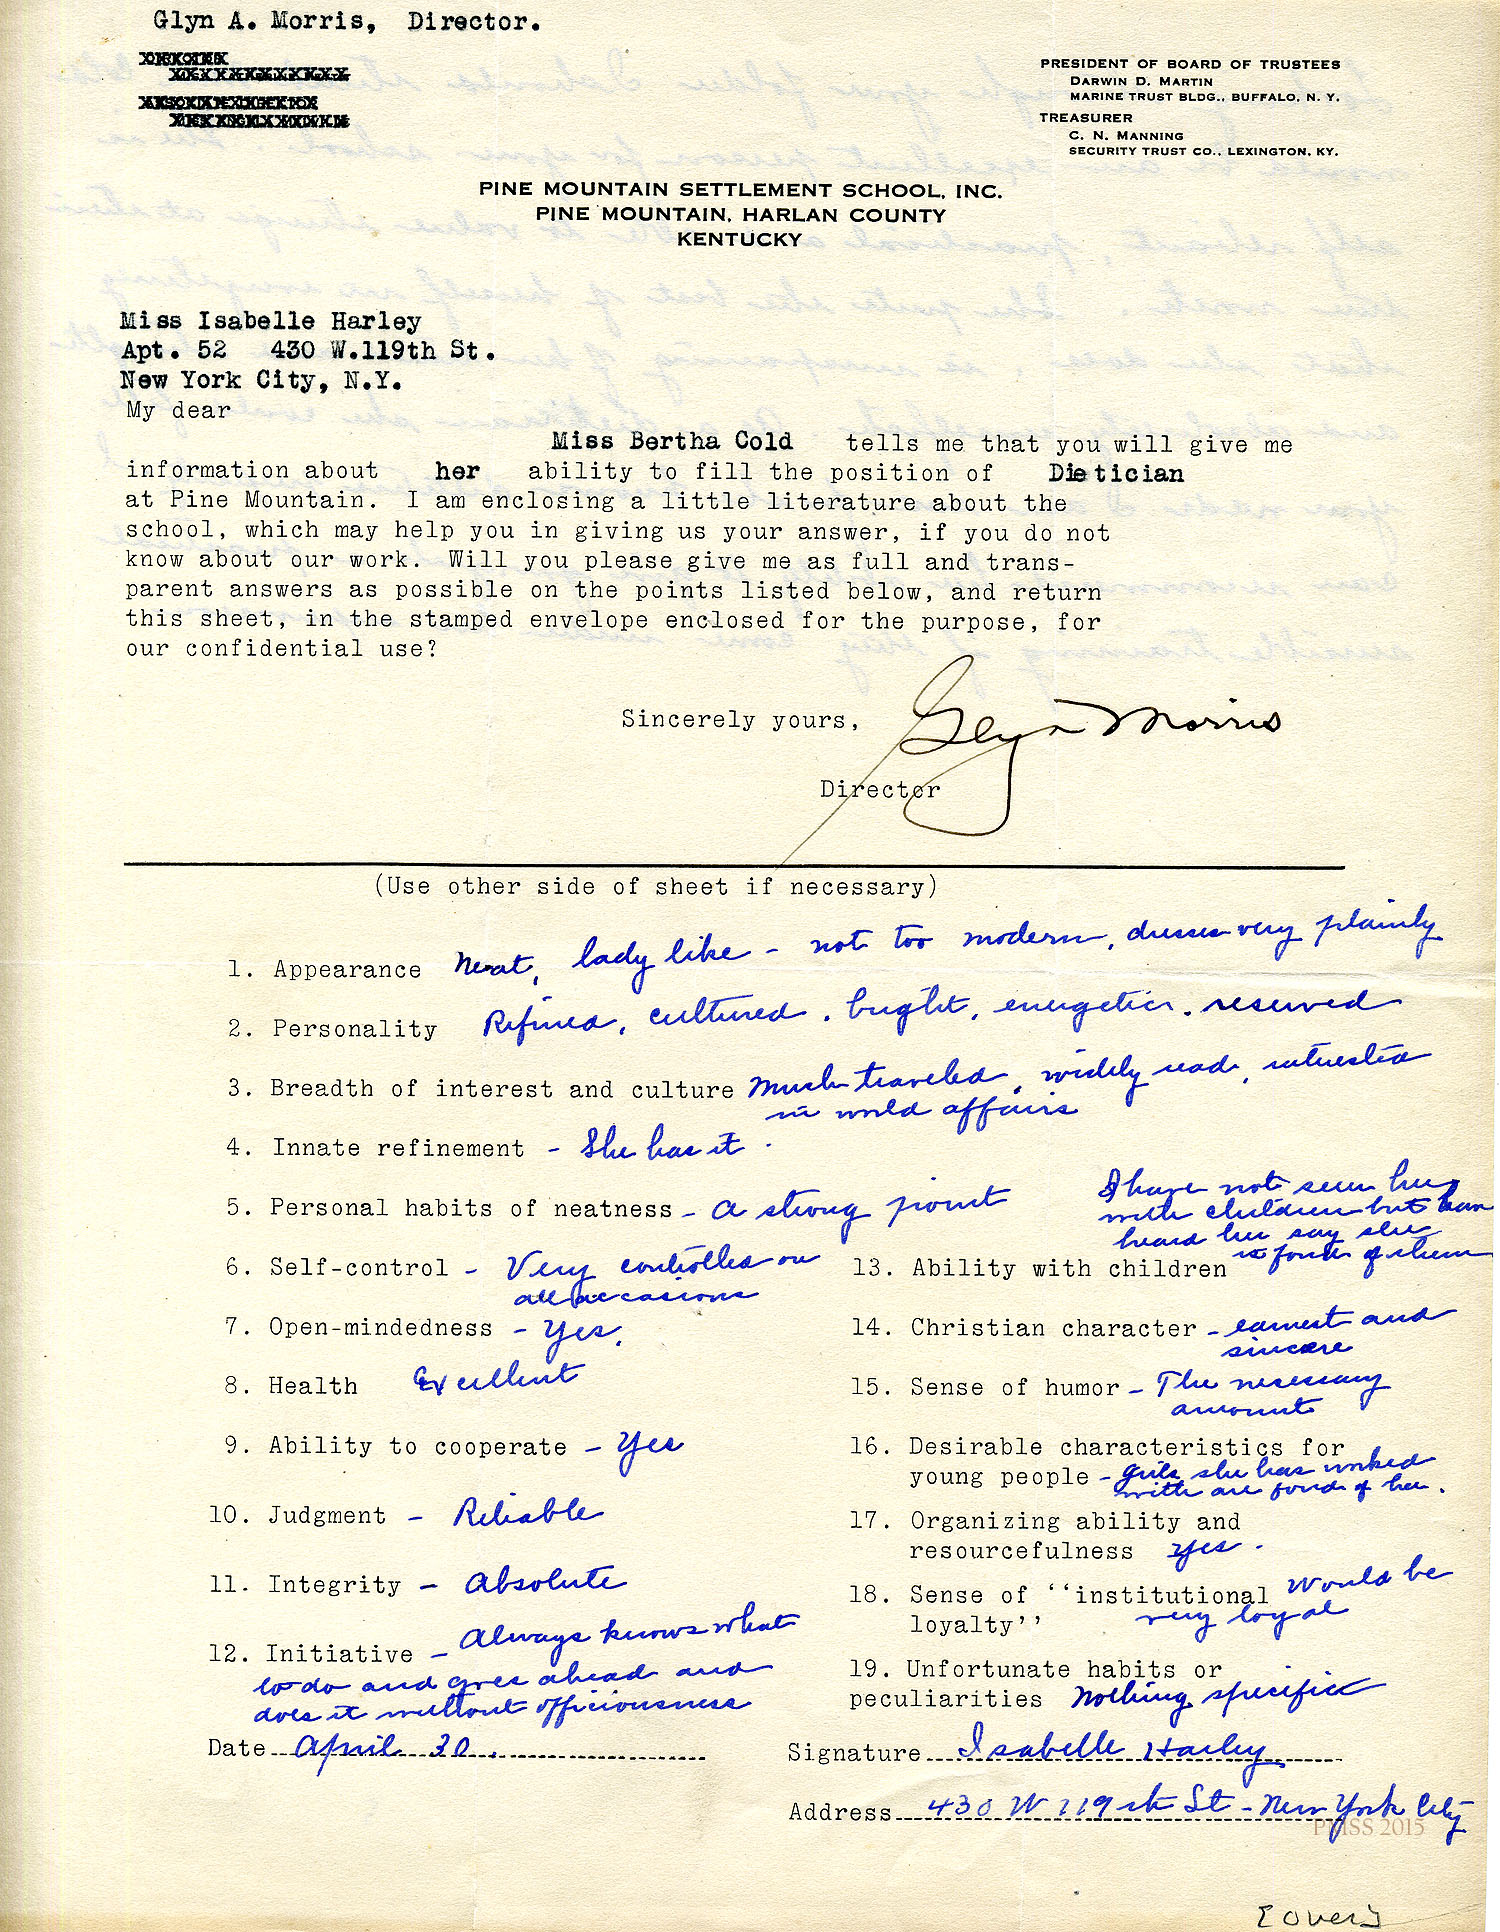 Glyn A. Morris, Director.
PRESIDENT OF BOARD OF TRUSTEES
DARWIN D. MARTIN
MARINE TRUST BLDG., BUFFALO, N. Y.
TREASURER
C. N. MANNING
SECURITY TRUST CO., LEXINGTON, KY.
PINE MOUNTAIN SETTLEMENT SCHOOL, INC.
PINE MOUNTAIN, HARLAN COUNTY
KENTUCKY
Miss Isabelle Harley
Apt. 52 430 W.119th St.
New York City, N.Y.
My dear
Miss Bertha Cold tells me that you will give me
information about her ability to fill the position of Dietician
at Pine Mountain. I am enclosing a little literature about the
school, which may help you in giving us your answer, if you do not
know about our work. Will you please give me as full and trans-
parent answers as possible on the points listed below, and return
this sheet, in the stamped envelope enclosed for the purpose, for
our confidential use?
Sincerely yours, Glyn Morris
Director
(Use other side of sheet if necessary)
1. Appearance Neat, lady like - not too modern, dresses very plainly
2. Personality Refined, cultured, bright, energetic, reserved
3. Breadth of interest and culture Much traveled, widely read, interested
in world affairs
4. Innate refinement - She has it.
5. Personal habits of neatness - a strong point
6. Self-control - Very controlled on
all occasions
7. Open-mindedness - Yes.
8. Health Excellent
9. Ability to cooperate - Yes
10. Judgment - Reliable
11. Integrity - Absolute
12. Initiative - Always knows what
to do and goes ahead and
does it without officiousness
I have not seen her
with children but have
heard her say she
is fond of them
13. Ability with children
14. Christian character - earnest and
sincere
15. Sense of humor - The necessary
amount
16. Desirable characteristics for
young people - girls she has worked
with are fond of her.
17. Organizing ability and
resourcefulness yes.
18. Sense of ‘‘institutional would be
loyalty’’ very loyal
19. Unfortunate habits or
peculiarities Nothing specific
Date April 30.
Signature Isabelle Harley
Address 430 W 119th St - New York City
PMSS 2015
[over]